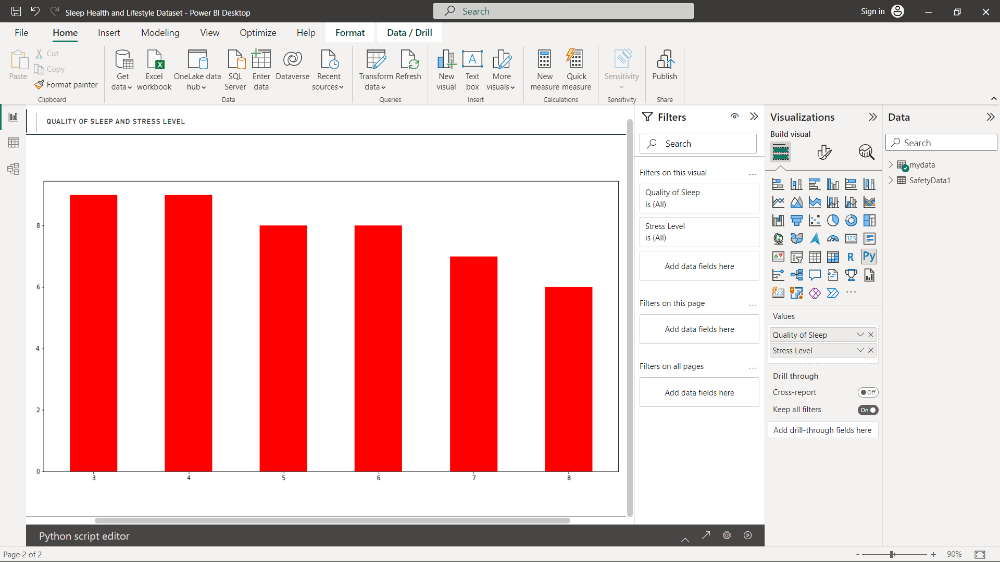 Sleep Health and Lifestyle Dataset - Power BI Desktop
Search
Sign in
File Home Insert Modeling View Optimize Help Format Data / Drill
Paste
Cut
Copy
Format painter
Clipboard
Get data
Excel workbook
OneLake data hub
SQL Server
Enter data
Dataverse
Recent sources
Data
Transform data
Refresh
Queries
New visual
Text box
More visuals
Insert
New measure
Quick measure
Calculations
Sensitivity
Sensitivity
Publish
Share
QUALITY OF SLEEP AND STRESS LEVEL
8
6
4
2
0
3 4 5 6 7 8
Python script editor
Page 2 of 2
Filters
Search
Filters on this visual ...
Quality of Sleep
is (All)
Stress Level
is (All)
Add data fields here
Filters on this page ...
Add data fields here
Filters on all pages ...
Add data fields here
Visualizations
Build visual
123
R
Py
123
...
Values
Quality of Sleep
Stress Level
Drill through
Cross-report Off
Keep all filters On
Add drill-through fields here
Data
Search
mydata
SafetyData1
- + 90%